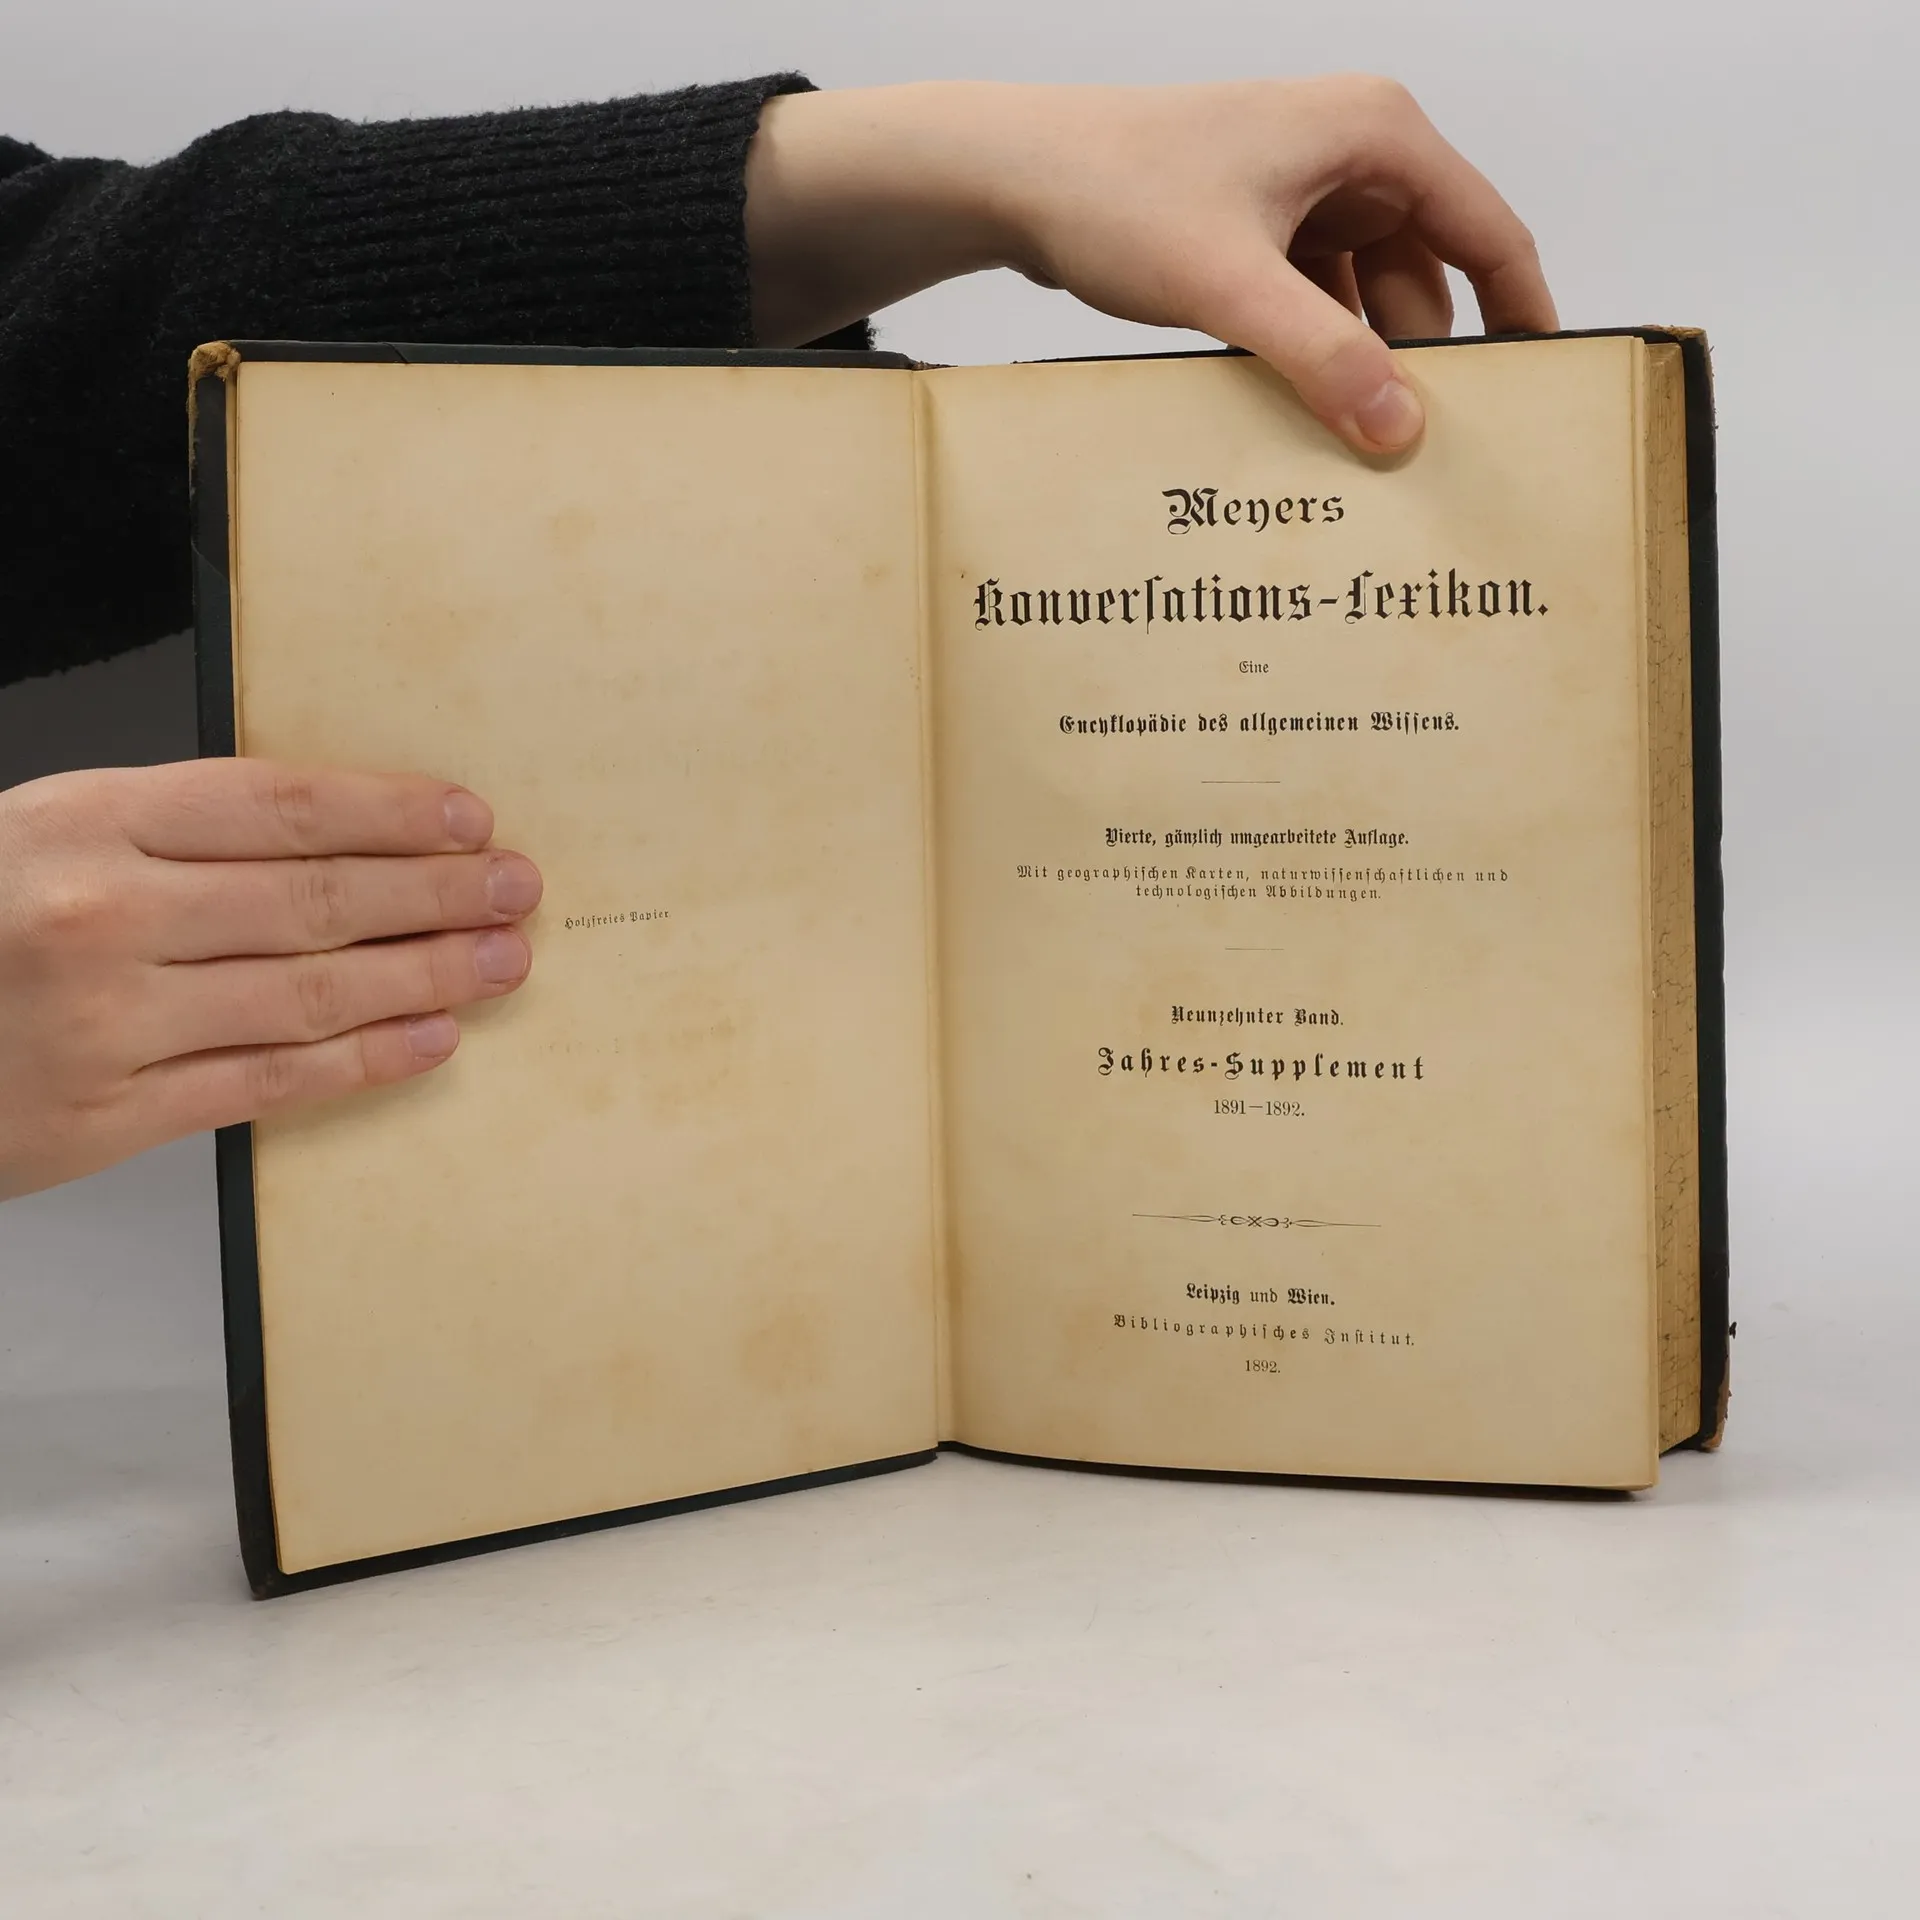 Holzfreies Papier
Meyers
Konverſations-Lexikon.
Eine
Encyklopädie des allgemeinen Wiſſens.
Vierte, gänzlich umgearbeitete Auflage.
Mit geographiſchen Karten, naturwiſſenſchaftlichen und
technologiſchen Abbildungen.
Neunzehnter Band.
Jahres-Supplement
1891—1892.
Leipzig und Wien.
Bibliographiſches Inſtitut.
1892.